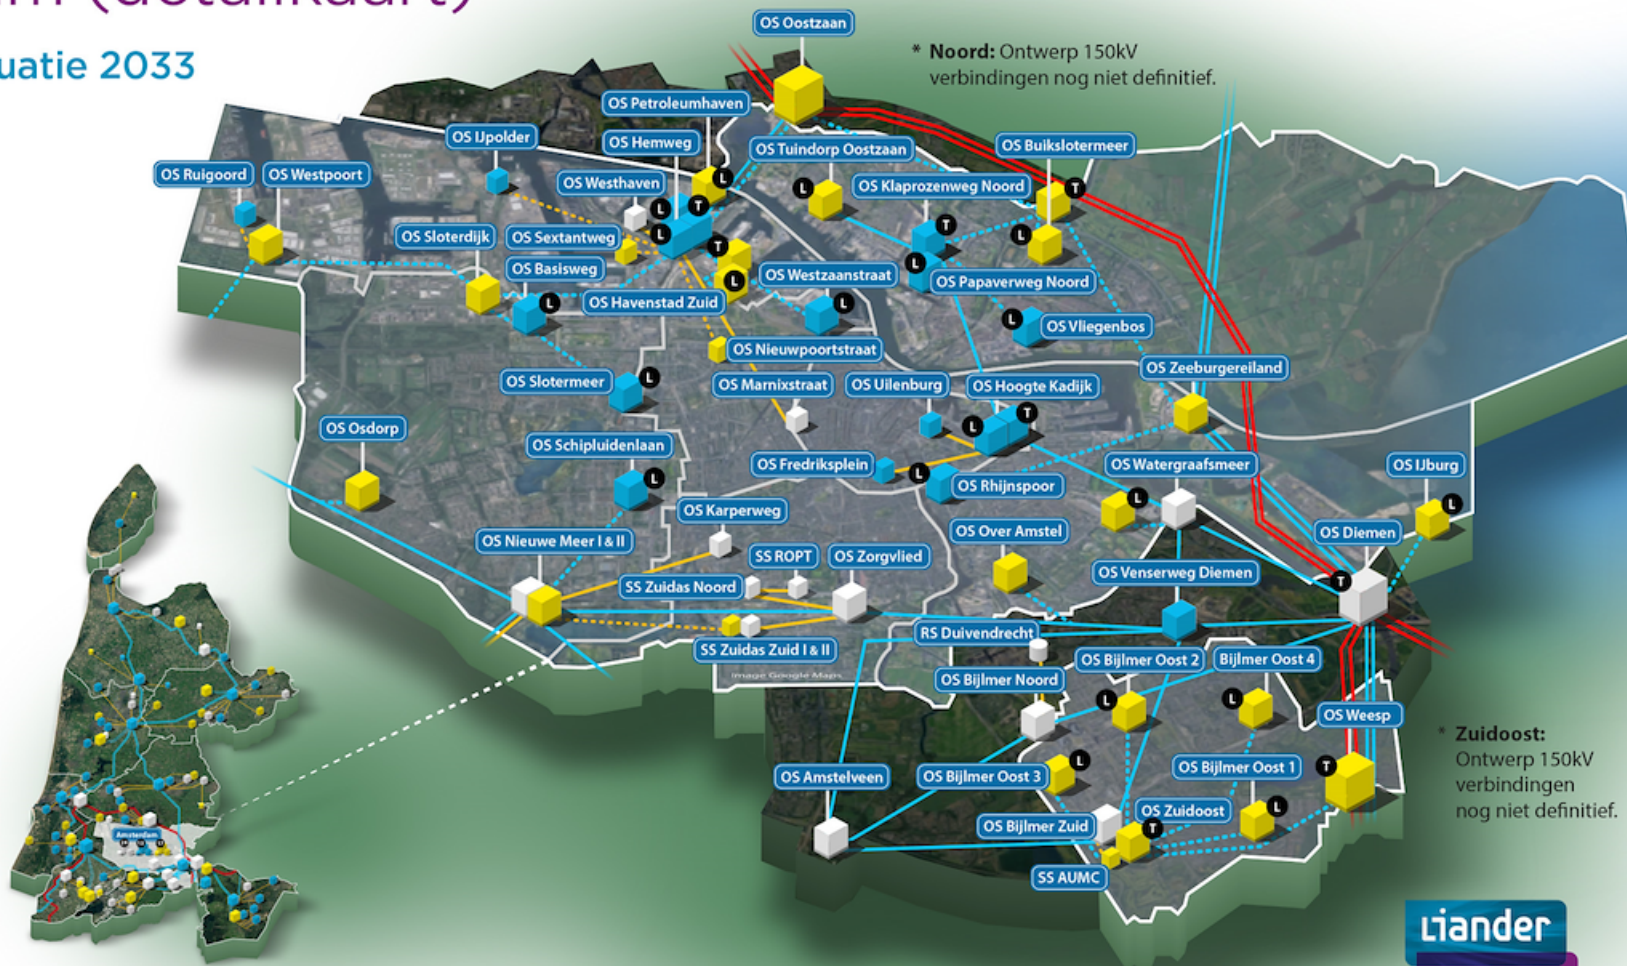 (detailkaart)
uatie 2033
OS Oostzaan
* Noord: Ontwerp 150kV
verbindingen nog niet definitief.
OS Petroleumhaven
OS IJpolder
OS Hemweg
OS Tuindorp Oostzaan
OS Buikslotermeer
OS Ruigoord
OS Westpoort
OS Westhaven
L
L
T
OS Klaprozenweg Noord
L
T
T
OS Sloterdijk
OS Sextantweg
L
T
L
T
OS Basisweg
L
OS Westzaanstraat
L
OS Papaverweg Noord
L
OS Havenstad Zuid
L
L
OS Vliegenbos
OS Nieuwpoortstraat
OS Zeeburgereiland
OS Slotermeer
L
OS Marnixstraat
OS Uilenburg
OS Hoogte Kadijk
L
T
OS Osdorp
OS Schipluidenlaan
L
OS Fredriksplein
L
OS Rhijnspoor
OS Watergraafsmeer
OS IJburg
L
L
OS Karperweg
OS Over Amstel
OS Diemen
OS Nieuwe Meer I & II
SS ROPT
OS Zorgvlied
OS Venserweg Diemen
T
SS Zuidas Noord
RS Duivendrecht
SS Zuidas Zuid I & II
Image Google Maps
OS Bijlmer Oost 2
Bijlmer Oost 4
OS Bijlmer Noord
L
L
OS Weesp
* Zuidoost:
Ontwerp 150kV
verbindingen
nog niet definitief.
OS Amstelveen
OS Bijlmer Oost 3
L
OS Bijlmer Oost 1
T
OS Zuidoost
L
OS Bijlmer Zuid
T
SS AUMC
Amsterdam
Liander